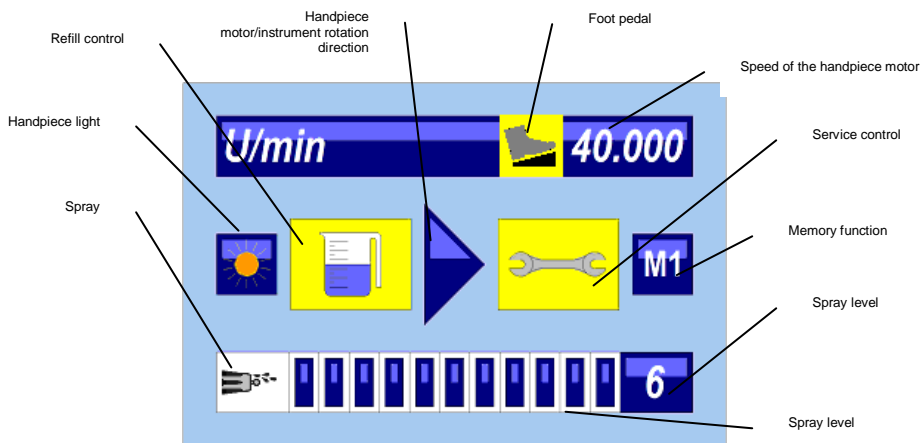 Handpiece
motor/instrument rotation
direction
Foot pedal
Refill control
Speed of the handpiece motor
Handpiece light
Service control
Spray
Memory function
Spray level
Spray level
U/min
40.000
M1
6